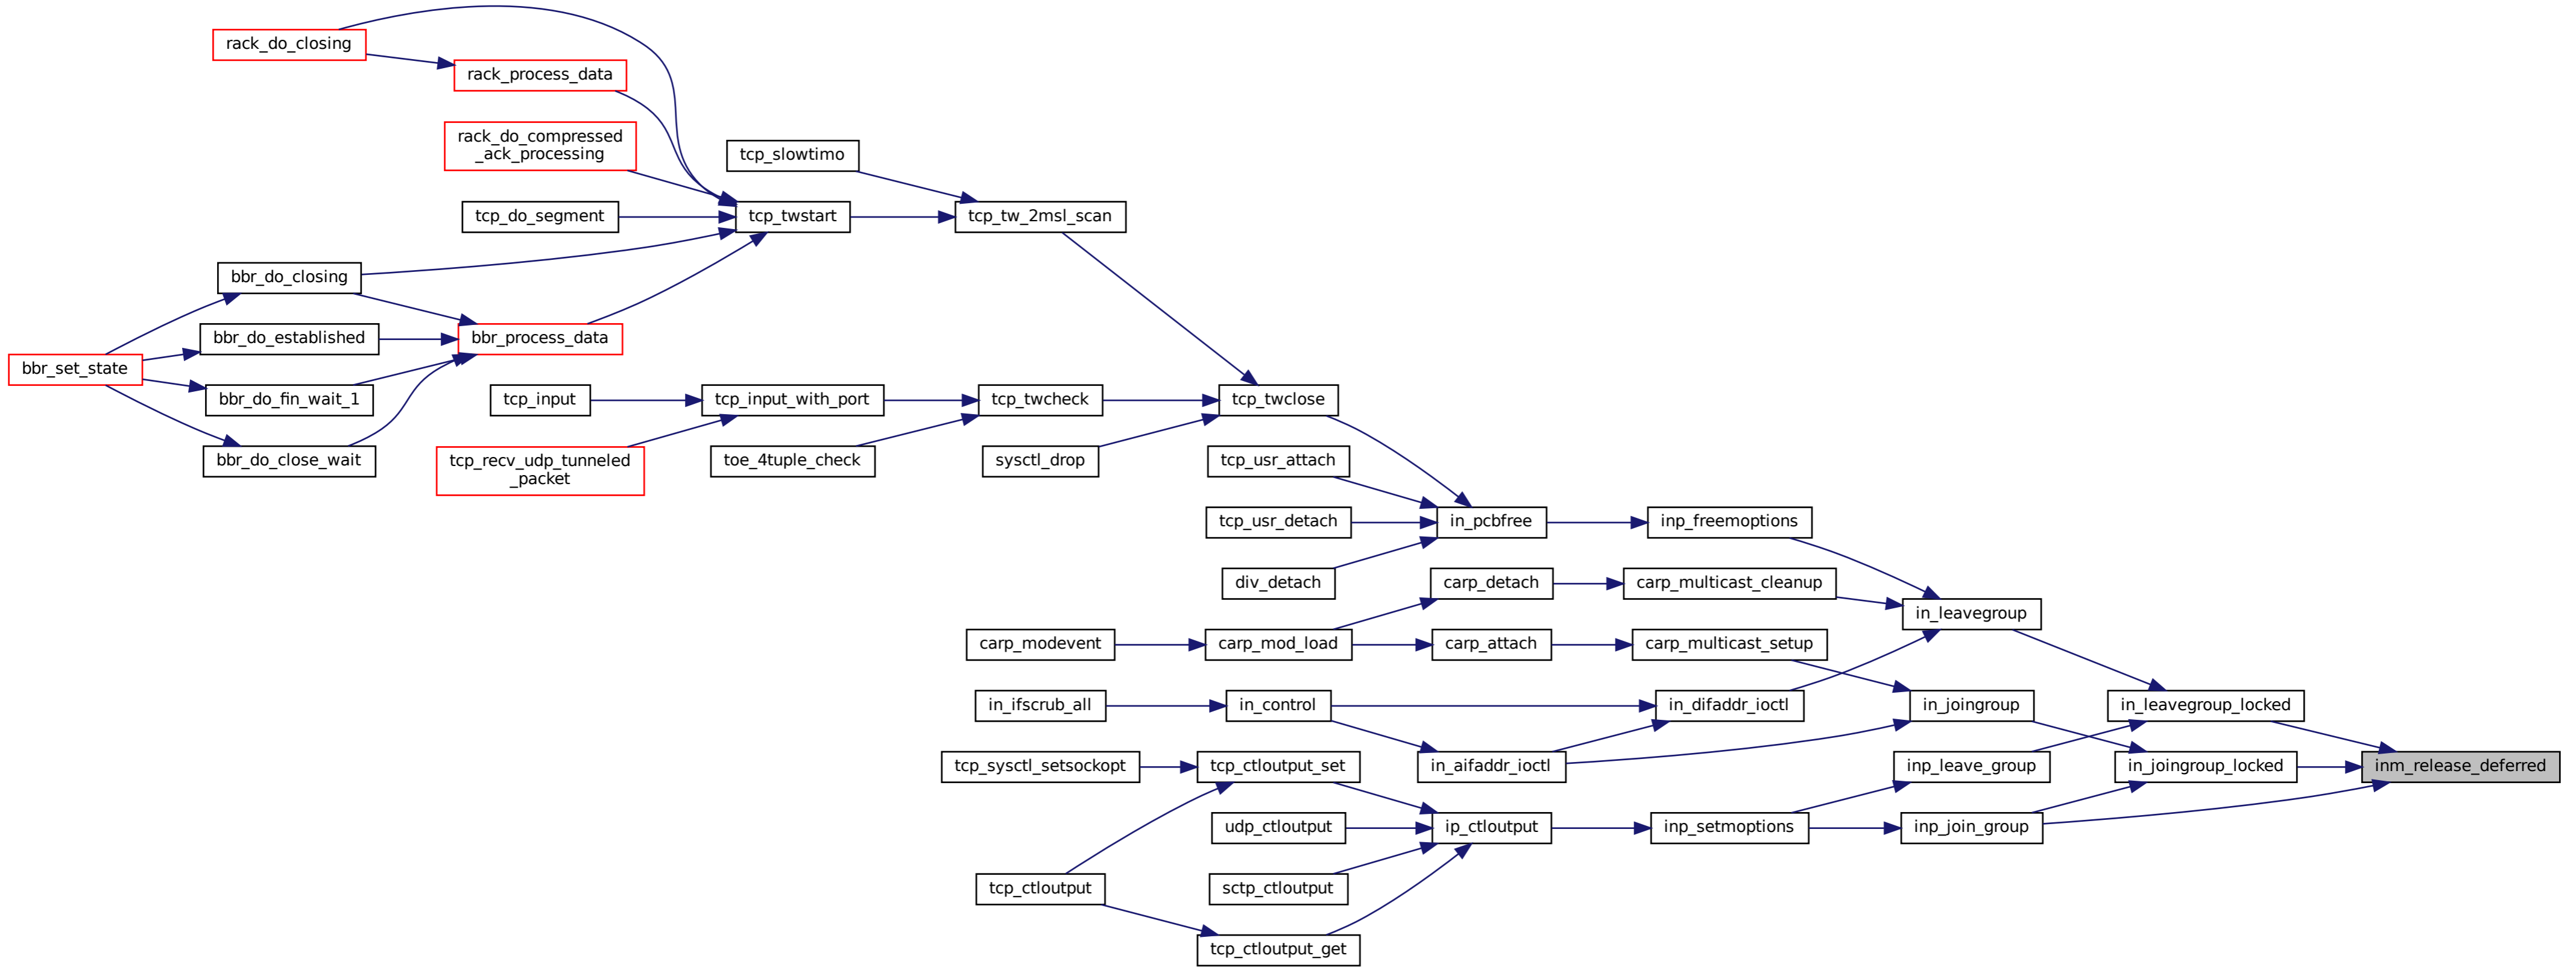 rack_do_closing
rack_process_data
rack_do_compressed
_ack_processing
tcp_slowtimo
tcp_do_segment
tcp_twstart
tcp_tw_2msl_scan
bbr_do_closing
bbr_do_established
bbr_process_data
bbr_set_state
bbr_do_fin_wait_1
tcp_input
tcp_input_with_port
tcp_twcheck
tcp_twclose
bbr_do_close_wait
tcp_recv_udp_tunneled
_packet
toe_4tuple_check
sysctl_drop
tcp_usr_attach
tcp_usr_detach
in_pcbfree
inp_freemoptions
div_detach
carp_detach
carp_multicast_cleanup
in_leavegroup
carp_modevent
carp_mod_load
carp_attach
carp_multicast_setup
in_ifscrub_all
in_control
in_difaddr_ioctl
in_joingroup
in_leavegroup_locked
tcp_sysctl_setsockopt
tcp_ctloutput_set
in_aifaddr_ioctl
inp_leave_group
in_joingroup_locked
inm_release_deferred
udp_ctloutput
ip_ctloutput
inp_setmoptions
inp_join_group
tcp_ctloutput
sctp_ctloutput
tcp_ctloutput_get